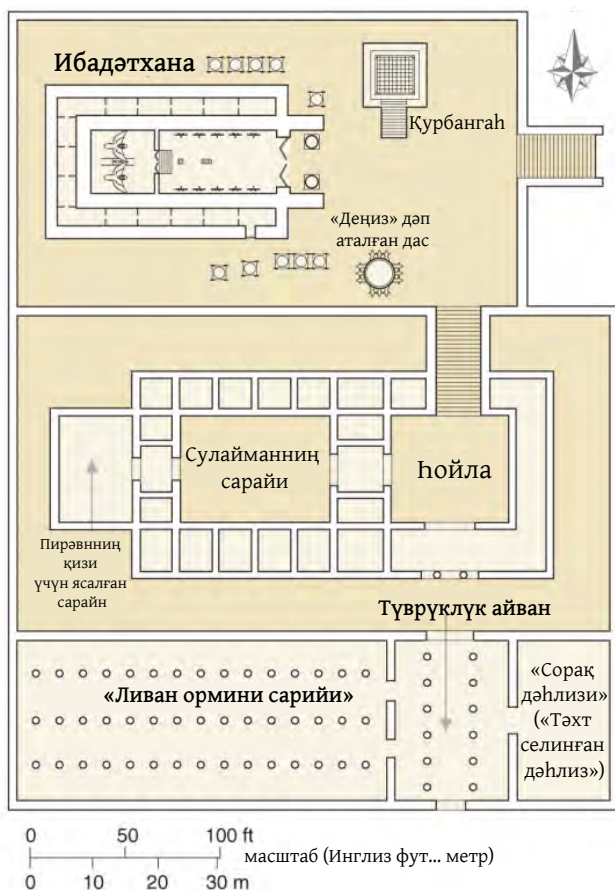 Ибадәтхана
Қурбангаһ
«Деңиз» дәп
аталған дас
Сулайманниң
сарайи
һойла
Пирәвнниң
қизи
үчүн ясалған
сарайн
Түврүклүк айван
«Ливан ормини сарийи»
«Сорақ
дәһлизи»
(«Тәхт
селинған
дәһлиз»)
0 50 100 ft
масштаб (Инглиз фут... метр)
0 10 20 30 m